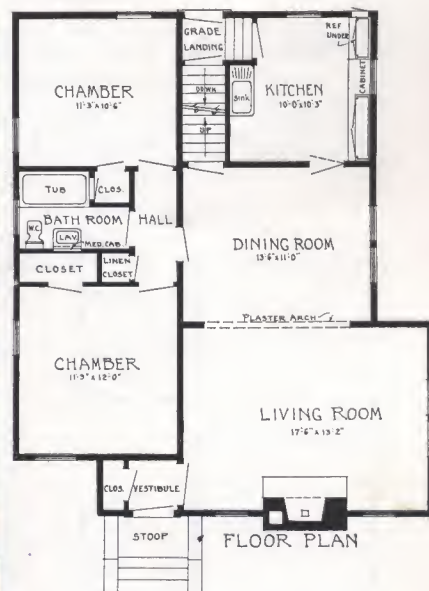 GRADE
LANDING
REF
UNDER
CHAMBER
11'-3" x 10'-6"
KITCHEN
10'-0" x 10'-3"
CABINET
DOWN
Sink
UP
TUB
CLOS.
BATH ROOM
HALL
W.C.
LAV.
MED. CAB
DINING ROOM
13'-6" x 11'-0"
CLOSET
LINEN
CLOSET
PLASTER ARCH
CHAMBER
11'-3" x 12'-0"
LIVING ROOM
17'-6" x 13'-2"
CLOS.
VESTIBULE
STOOP
FLOOR PLAN